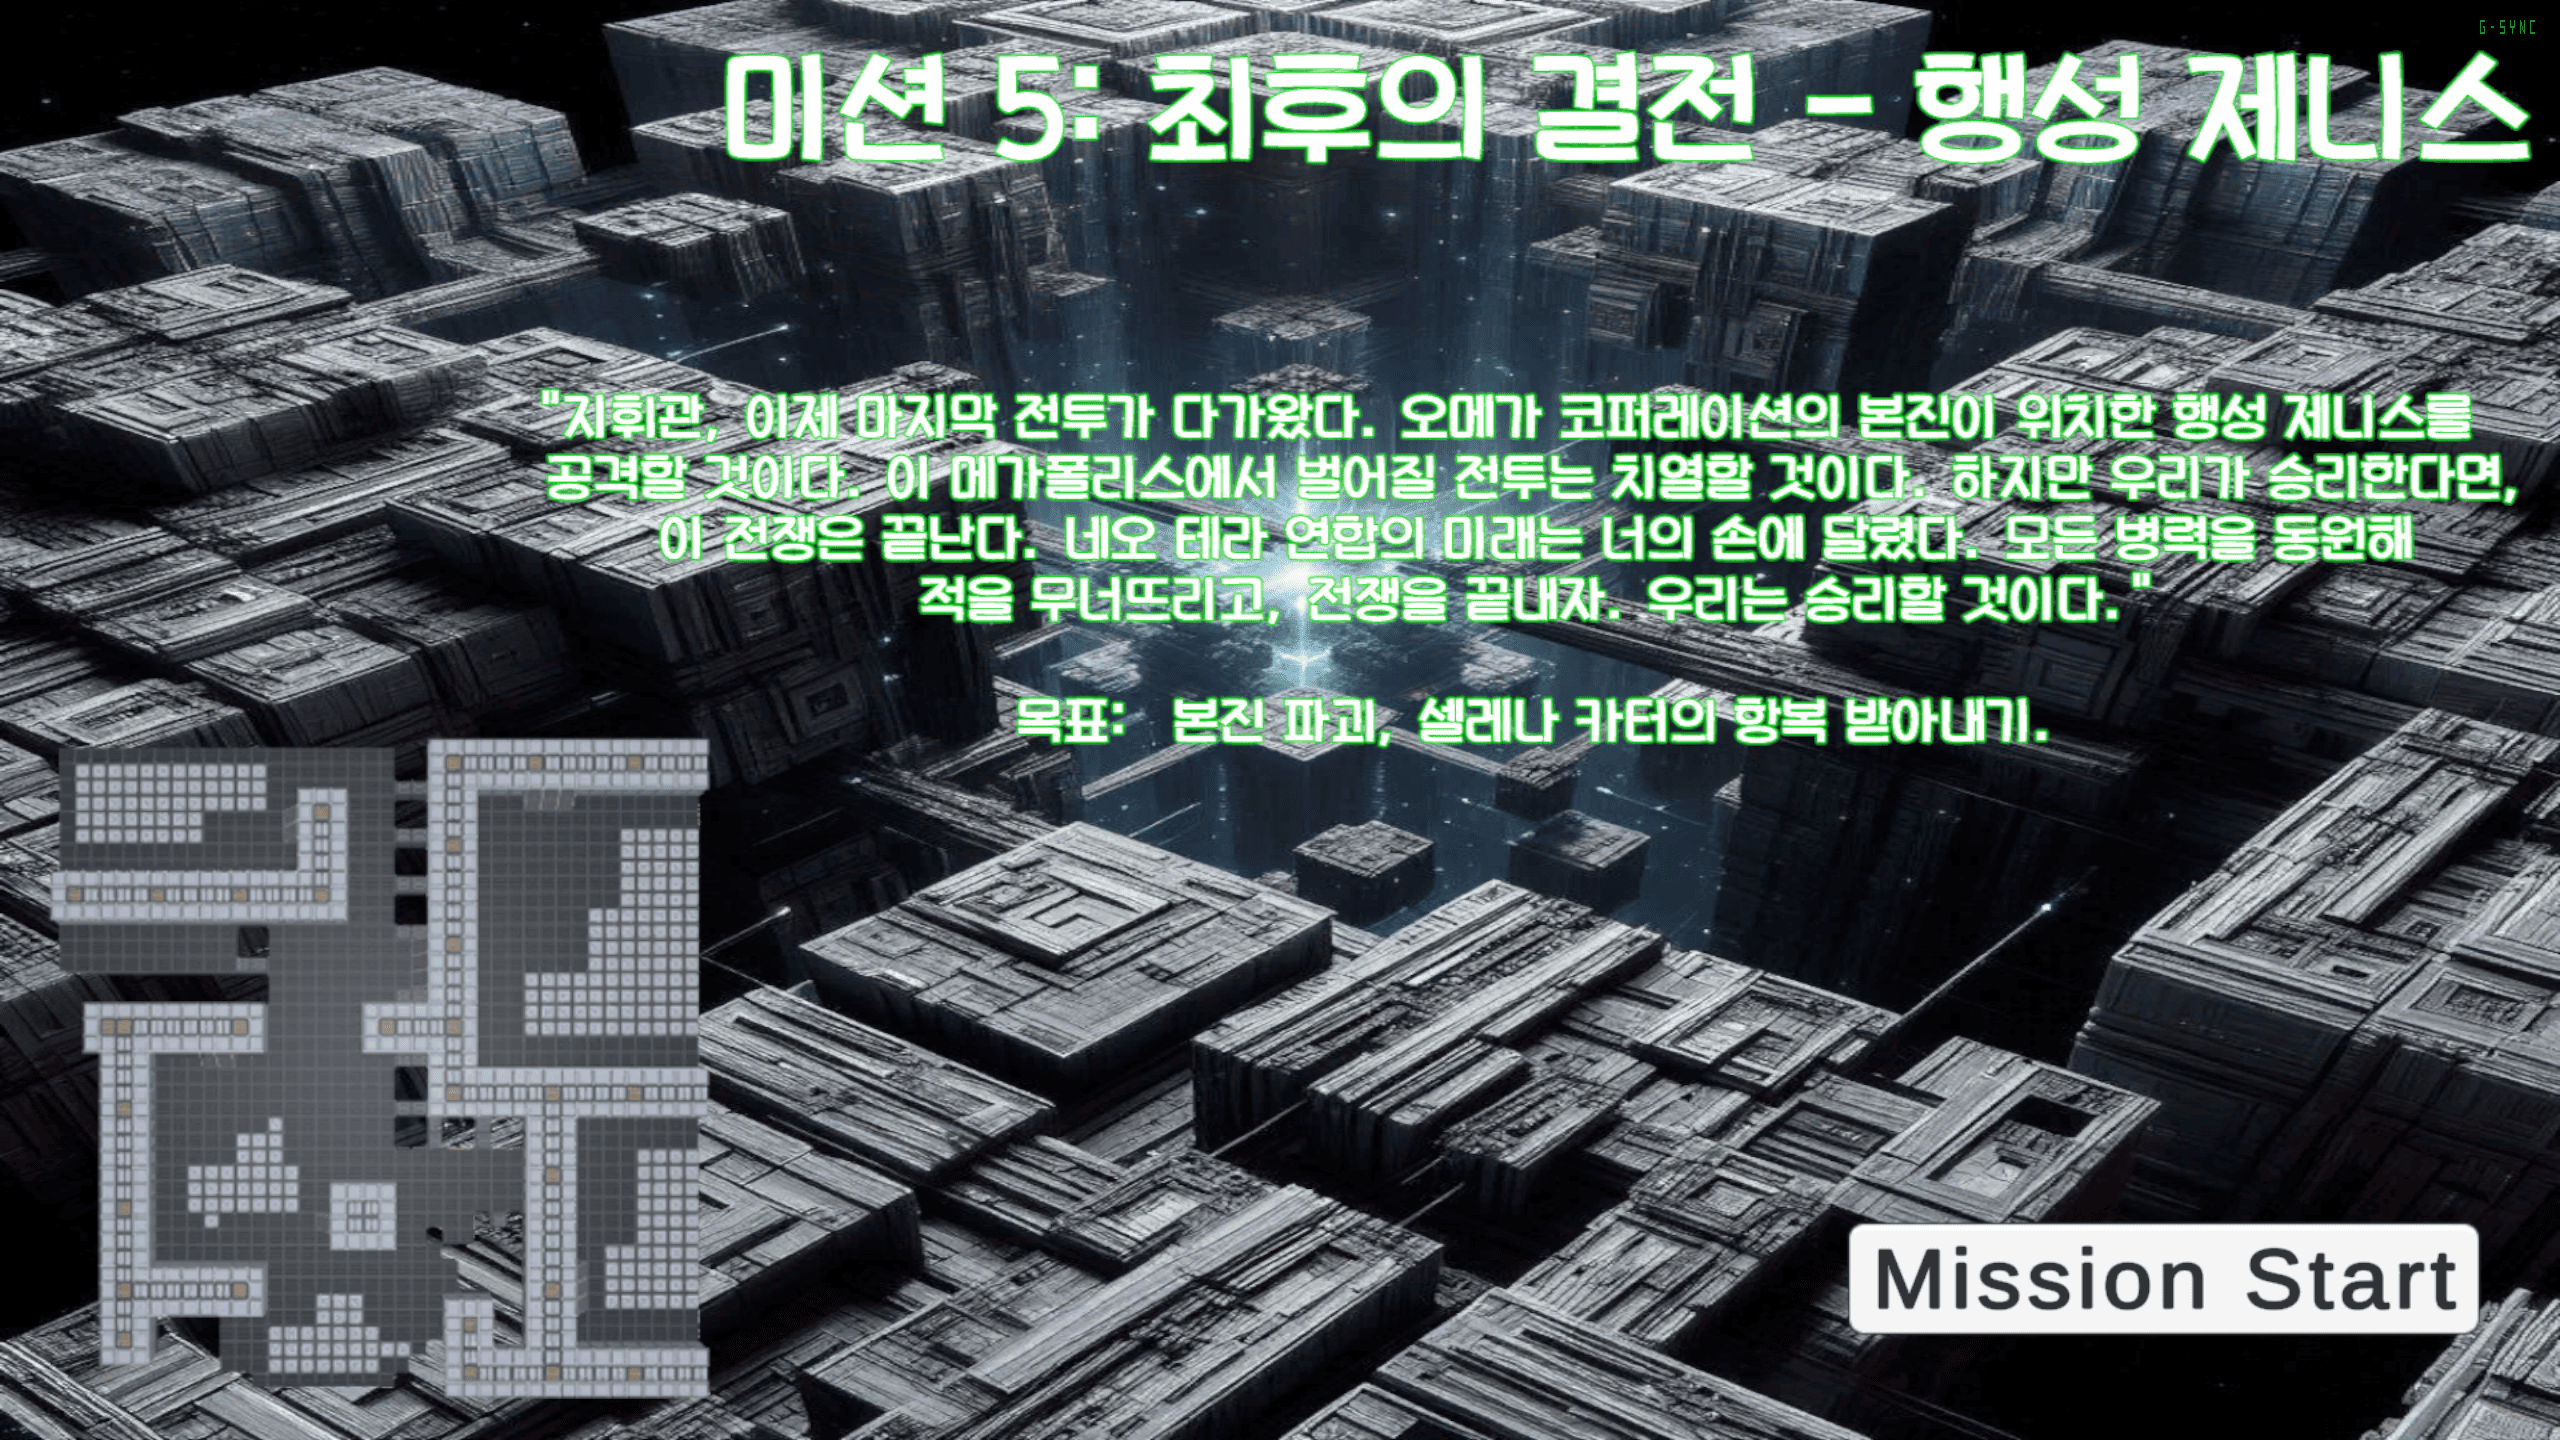 G-SYNC
미션 5: 최후의 결전 - 행성 제니스
"지휘관, 이제 마지막 전투가 다가왔다. 오메가 코퍼레이션의 본진이 위치한 행성 제니스를
공격할 것이다. 이 메가폴리스에서 벌어질 전투는 치열할 것이다. 하지만 우리가 승리한다면,
이 전쟁은 끝난다. 네오 테라 연합의 미래는 너의 손에 달렸다. 모든 병력을 동원해
적을 무너뜨리고, 전쟁을 끝내자. 우리는 승리할 것이다."
목표: 본진 파괴, 셀레나 카터의 항복 받아내기.
Mission Start